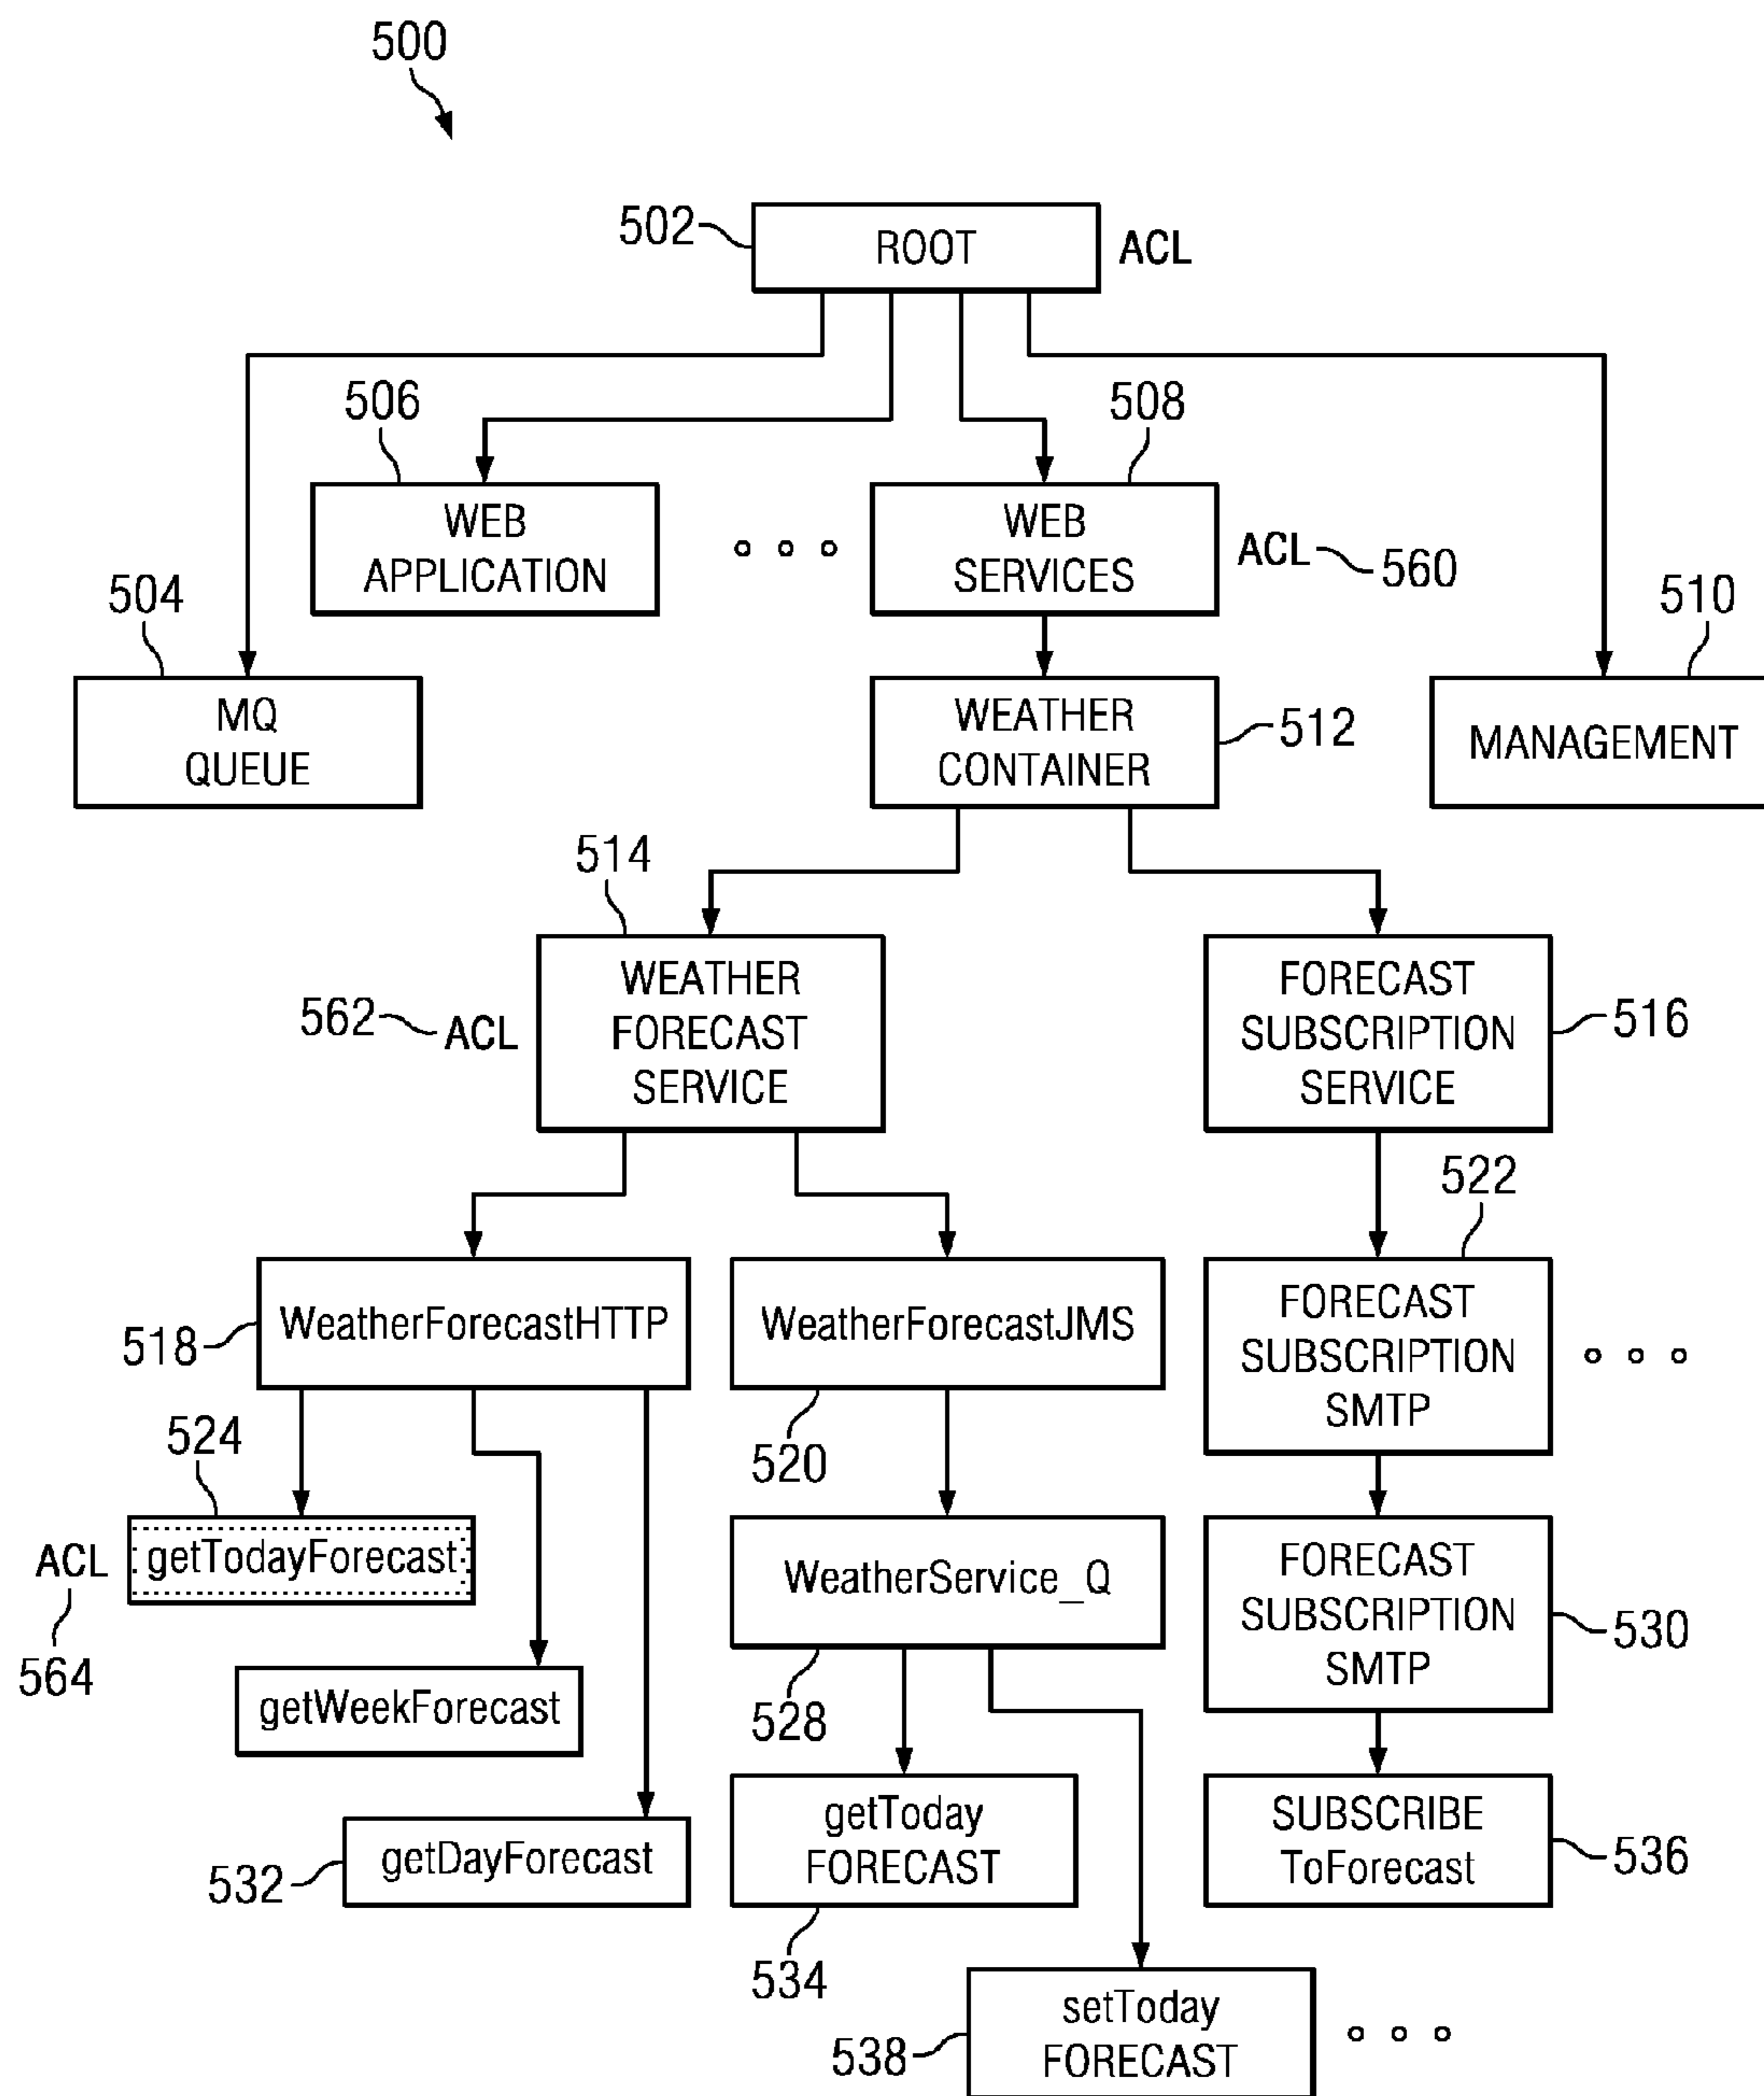 500
502
ROOT
ACL
506
508
WEB
APPLICATION
WEB
SERVICES
ACL
560
504
510
MQ
QUEUE
WEATHER
CONTAINER
512
MANAGEMENT
514
562
ACL
WEATHER
FORECAST
SERVICE
FORECAST
SUBSCRIPTION
SERVICE
516
522
518
WeatherForecastHTTP
WeatherForecastJMS
FORECAST
SUBSCRIPTION
SMTP
524
520
ACL
getTodayForecast
564
WeatherService_Q
FORECAST
SUBSCRIPTION
SMTP
530
getWeekForecast
528
532
getDayForecast
getToday
FORECAST
SUBSCRIBE
ToForecast
536
534
538
setToday
FORECAST